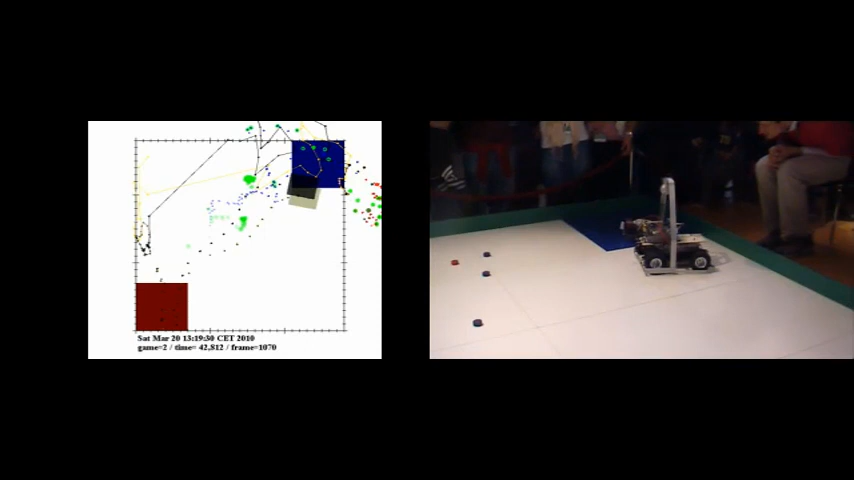 Sat Mar 20 13:19:30 CET 2010
game=2 / time= 42,812 / frame=1070